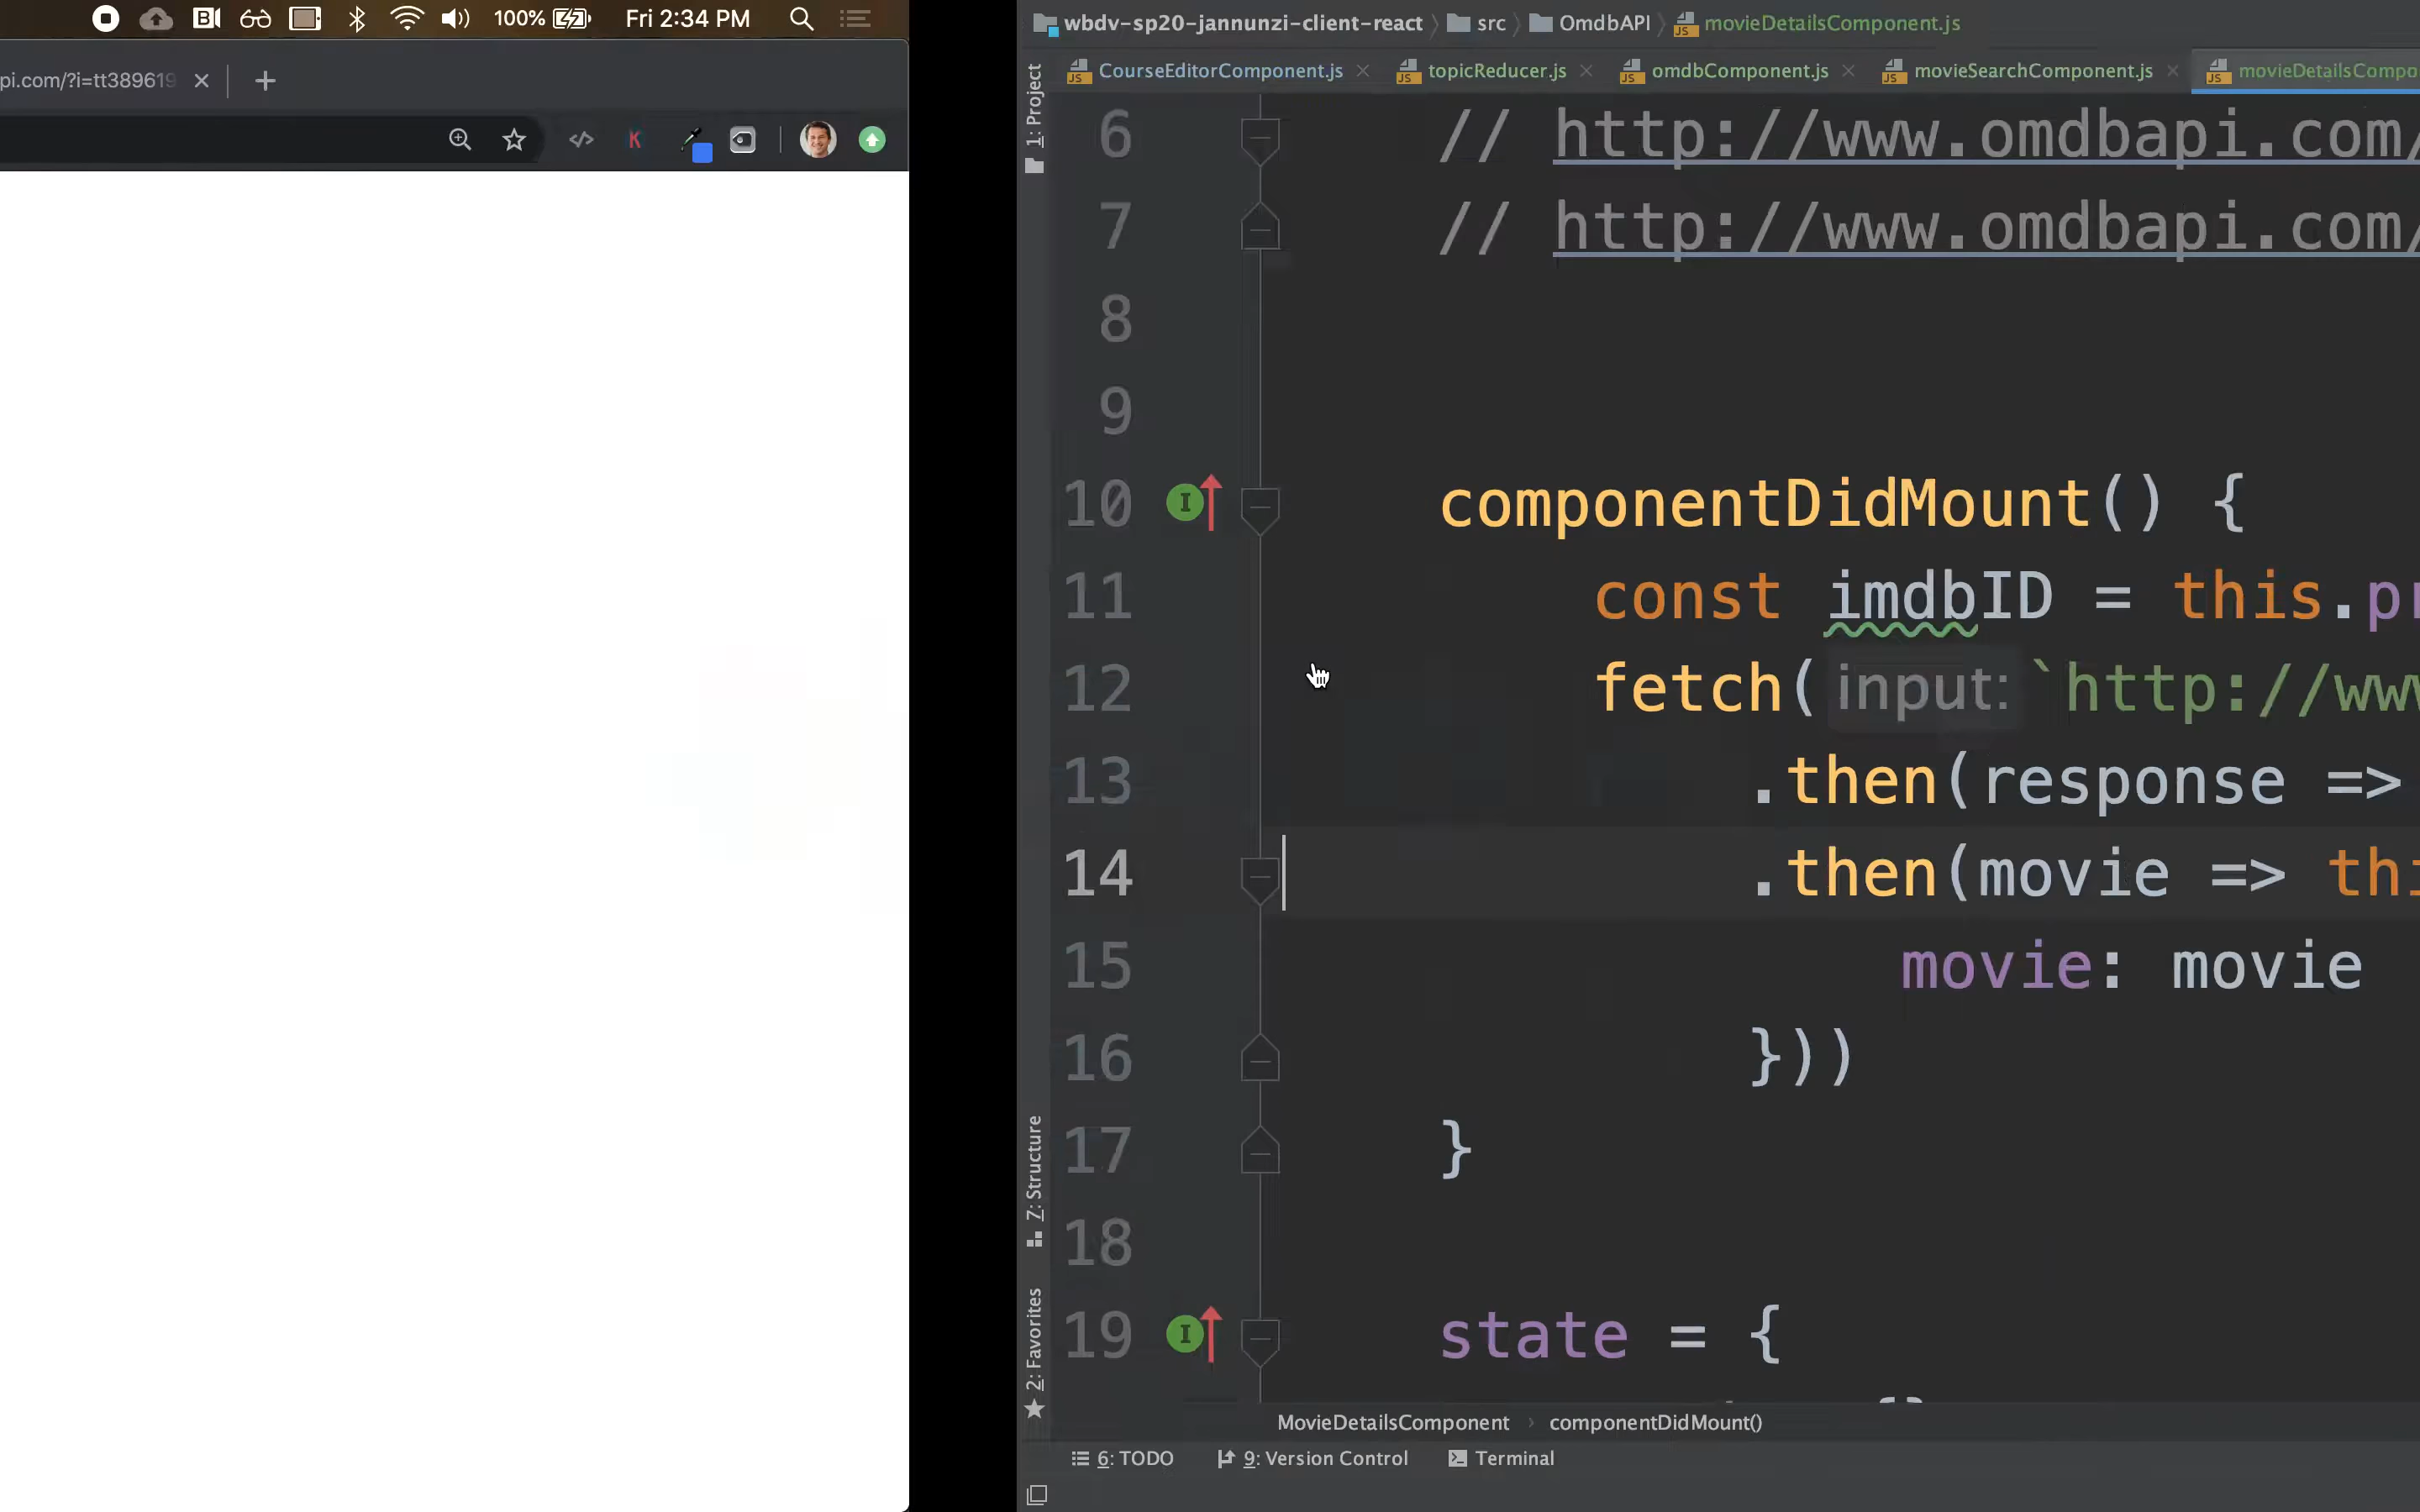 100%
Fri 2:34 PM
pi.com/?i=tt389619
wbdv-sp20-jannunzi-client-react
src
OmdbAPI
movieDetailsComponent.js
CourseEditorComponent.js
topicReducer.js
omdbComponent.js
movieSearchComponent.js
movieDetailsCompo
1: Project
6 // http://www.omdbapi.com/
7 // http://www.omdbapi.com/
8
9
10 componentDidMount() {
11 const imdbID = this.pr
12 fetch( input: `http://ww
13 .then(response =>
14 .then(movie => thi
15 movie: movie
16 }))
17 }
18
19 state = {
Z: Structure
2: Favorites
MovieDetailsComponent
componentDidMount()
6: TODO
9: Version Control
Terminal